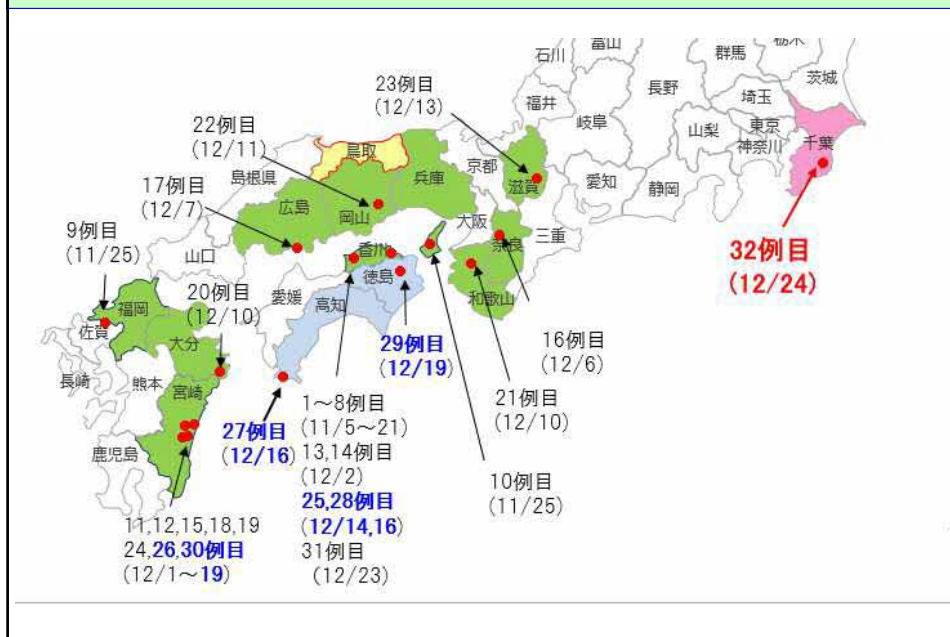 石川
富山
群馬
栃木
茨城
23例目
(12/13)
福井
長野
埼玉
岐阜
山梨
東京
千葉
神奈川
22例目
(12/11)
鳥取
兵庫
京都
滋賀
愛知
静岡
島根県
17例目
(12/7)
広島
岡山
大阪
奈良
三重
32例目
(12/24)
9例目
(11/25)
山口
香川
徳島
和歌山
愛媛
高知
20例目
(12/10)
福岡
佐賀
大分
長崎
熊本
宮崎
鹿児島
29例目
(12/19)
16例目
(12/6)
27例目
(12/16)
1～8例目
(11/5～21)
13,14例目
(12/2)
25,28例目
(12/14,16)
31例目
(12/23)
21例目
(12/10)
10例目
(11/25)
11,12,15,18,19
24,26,30例目
(12/1～19)